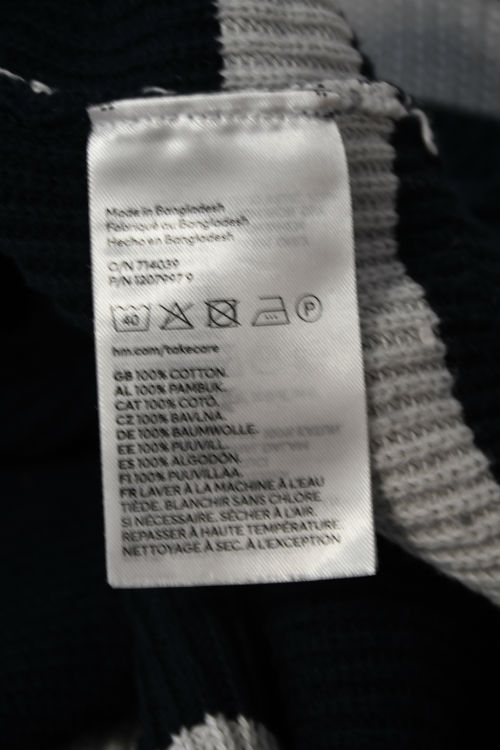 Made in Bangladesh
Fabriqué au Bangladesh
Hecho en Bangladesh
C/N 714039
P/N 1207997 9
40 P
hm.com/takecare
GB 100% COTTON.
AL 100% PAMBUK.
CAT 100% COTÓ.
CZ 100% BAVLNA.
DE 100% BAUMWOLLE.
EE 100% PUUVILL.
ES 100% ALGODÓN.
FI 100% PUUVILLAA.
FR LAVER À LA MACHINE À L'EAU
TIÈDE. BLANCHIR SANS CHLORE,
SI NÉCESSAIRE. SÉCHER À L'AIR.
REPASSER À HAUTE TEMPÉRATURE.
NETTOYAGE À SEC. À L'EXCEPTION